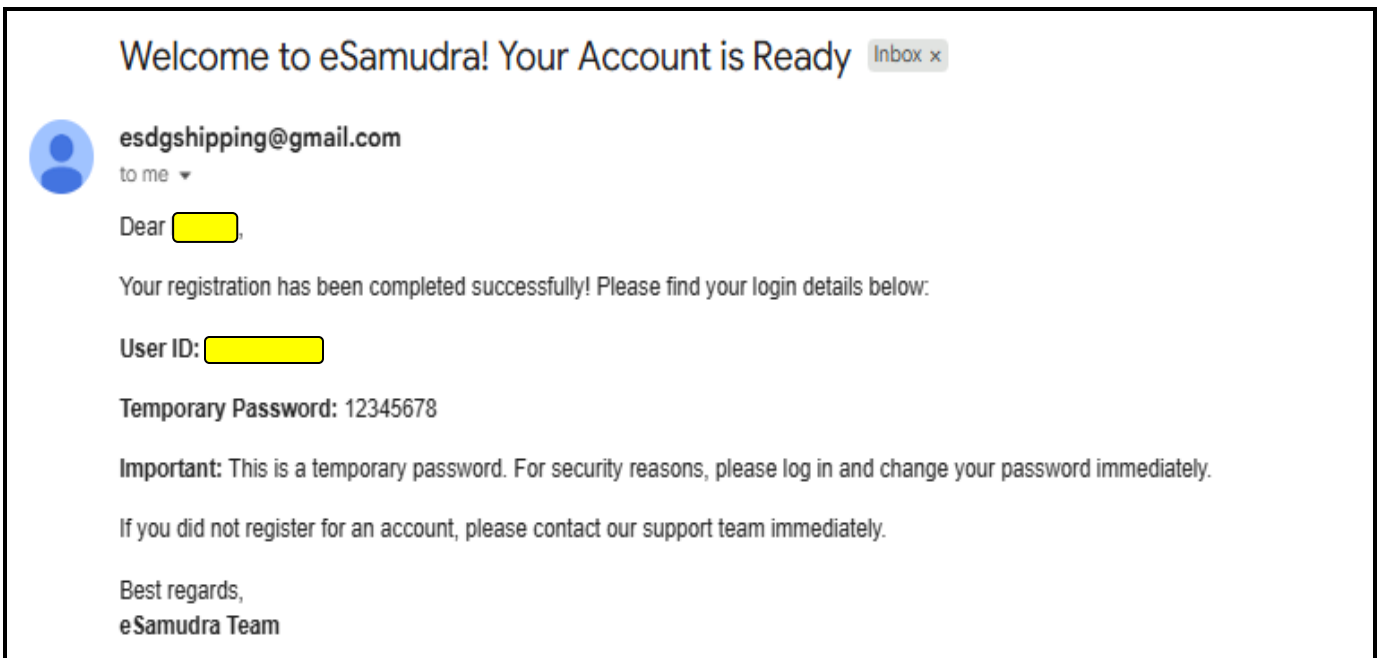 Welcome to eSamudra! Your Account is Ready Inbox x
esdgshipping@gmail.com
to me
Dear ,
Your registration has been completed successfully! Please find your login details below:
User ID:
Temporary Password: 12345678
Important: This is a temporary password. For security reasons, please log in and change your password immediately.
If you did not register for an account, please contact our support team immediately.
Best regards,
eSamudra Team